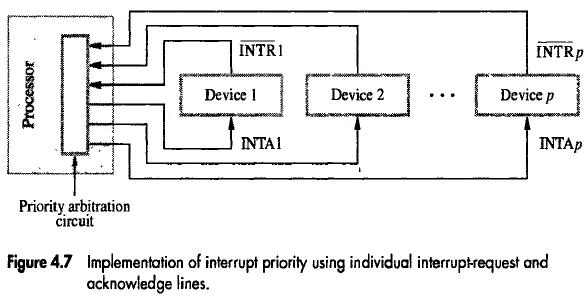 INTR1
INTRp
Processor
Device 1
Device 2
...
Device p
INTA1
INTAp
Priority arbitration
circuit
Figure 4.7 Implementation of interrupt priority using individual interrupt-request and
acknowledge lines.